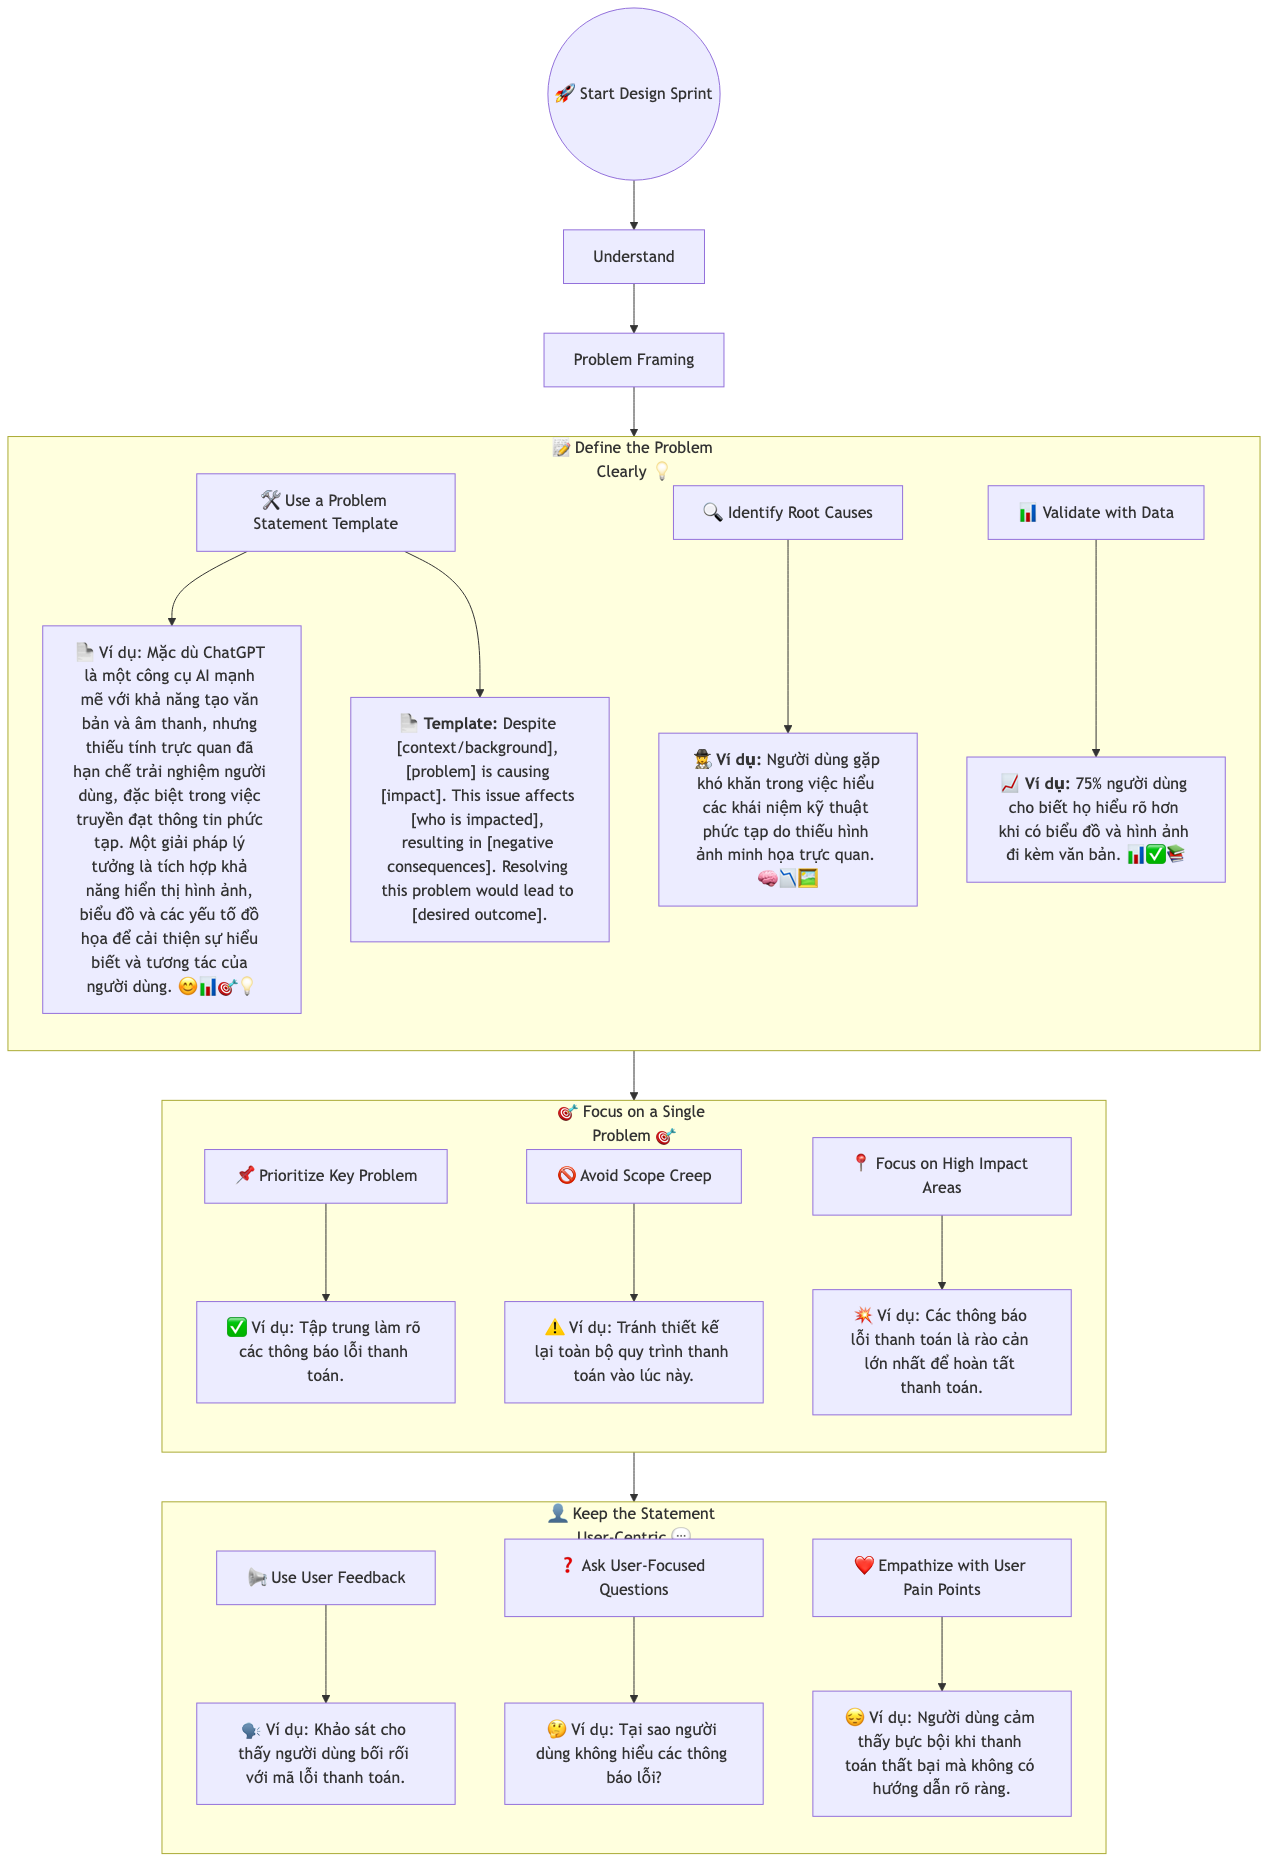 🚀 Start Design Sprint
Understand
Problem Framing
📝 Define the Problem
Clearly 💡
🛠️ Use a Problem
Statement Template
🔍 Identify Root Causes
📊 Validate with Data
📄 Ví dụ: Mặc dù ChatGPT
là một công cụ AI mạnh
mẽ với khả năng tạo văn
bản và âm thanh, nhưng
thiếu tính trực quan đã
hạn chế trải nghiệm người
dùng, đặc biệt trong việc
truyền đạt thông tin phức
tạp. Một giải pháp lý
tưởng là tích hợp khả
năng hiển thị hình ảnh,
biểu đồ và các yếu tố đồ
họa để cải thiện sự hiểu
biết và tương tác của
người dùng. 😊📊🎯💡
📄 Template: Despite
[context/background],
[problem] is causing
[impact]. This issue affects
[who is impacted],
resulting in [negative
consequences]. Resolving
this problem would lead to
[desired outcome].
🕵️ Ví dụ: Người dùng gặp
khó khăn trong việc hiểu
các khái niệm kỹ thuật
phức tạp do thiếu hình
ảnh minh họa trực quan.
🧠📉🖼️
📈 Ví dụ: 75% người dùng
cho biết họ hiểu rõ hơn
khi có biểu đồ và hình ảnh
đi kèm văn bản. 📊✅📚
🎯 Focus on a Single
Problem 🎯
📌 Prioritize Key Problem
🚫 Avoid Scope Creep
📍 Focus on High Impact
Areas
✅ Ví dụ: Tập trung làm rõ
các thông báo lỗi thanh
toán.
⚠️ Ví dụ: Tránh thiết kế
lại toàn bộ quy trình thanh
toán vào lúc này.
💥 Ví dụ: Các thông báo
lỗi thanh toán là rào cản
lớn nhất để hoàn tất
thanh toán.
👤 Keep the Statement
User-Centric 💬
📢 Use User Feedback
❓ Ask User-Focused
Questions
❤️ Empathize with User
Pain Points
🗣️ Ví dụ: Khảo sát cho
thấy người dùng bối rối
với mã lỗi thanh toán.
🤔 Ví dụ: Tại sao người
dùng không hiểu các thông
báo lỗi?
😔 Ví dụ: Người dùng cảm
thấy bực bội khi thanh
toán thất bại mà không có
hướng dẫn rõ ràng.